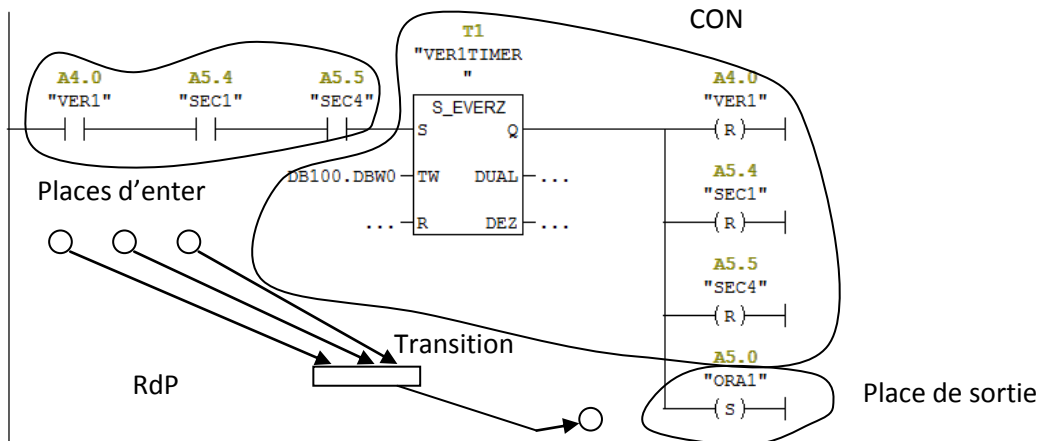 CON
T1
"VER1TIMER
"
A4.0
"VER1"
A5.4
"SEC1"
A5.5
"SEC4"
S_EVERZ
S Q
DB100.DBW0 TW DUAL ...
... R DEZ ...
A4.0
"VER1"
(R)
A5.4
"SEC1"
(R)
A5.5
"SEC4"
(R)
A5.0
"ORA1"
(S)
Places d’enter
Transition
RdP
Place de sortie